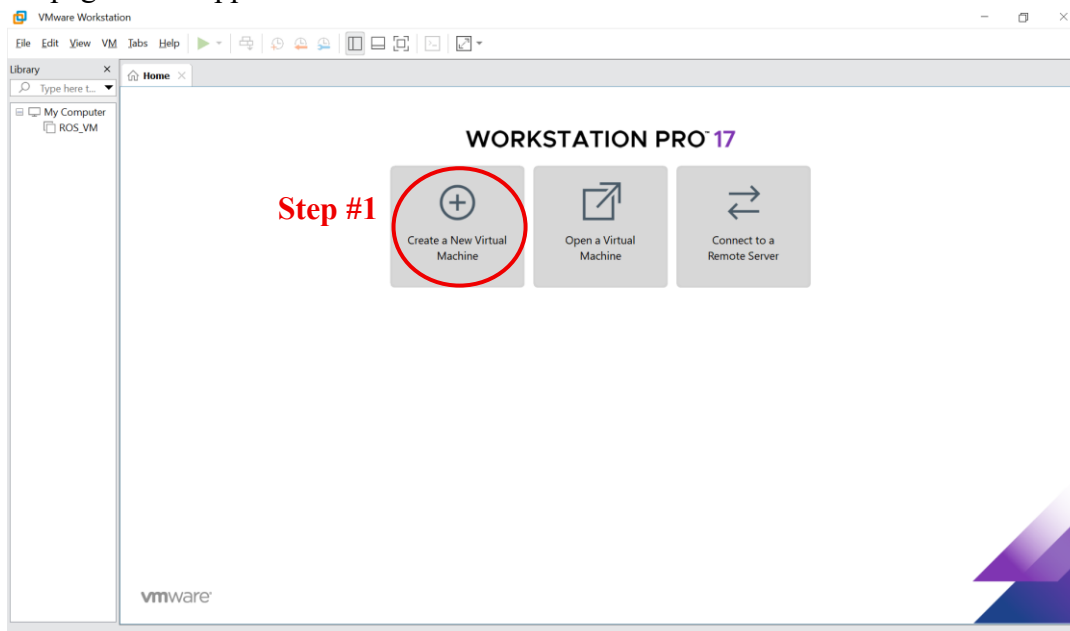 VMware Workstation
File Edit View VM Tabs Help
Library
Type here t...
Home
My Computer
ROS_VM
WORKSTATION PRO™ 17
Step #1
Create a New Virtual
Machine
Open a Virtual
Machine
Connect to a
Remote Server
vmware